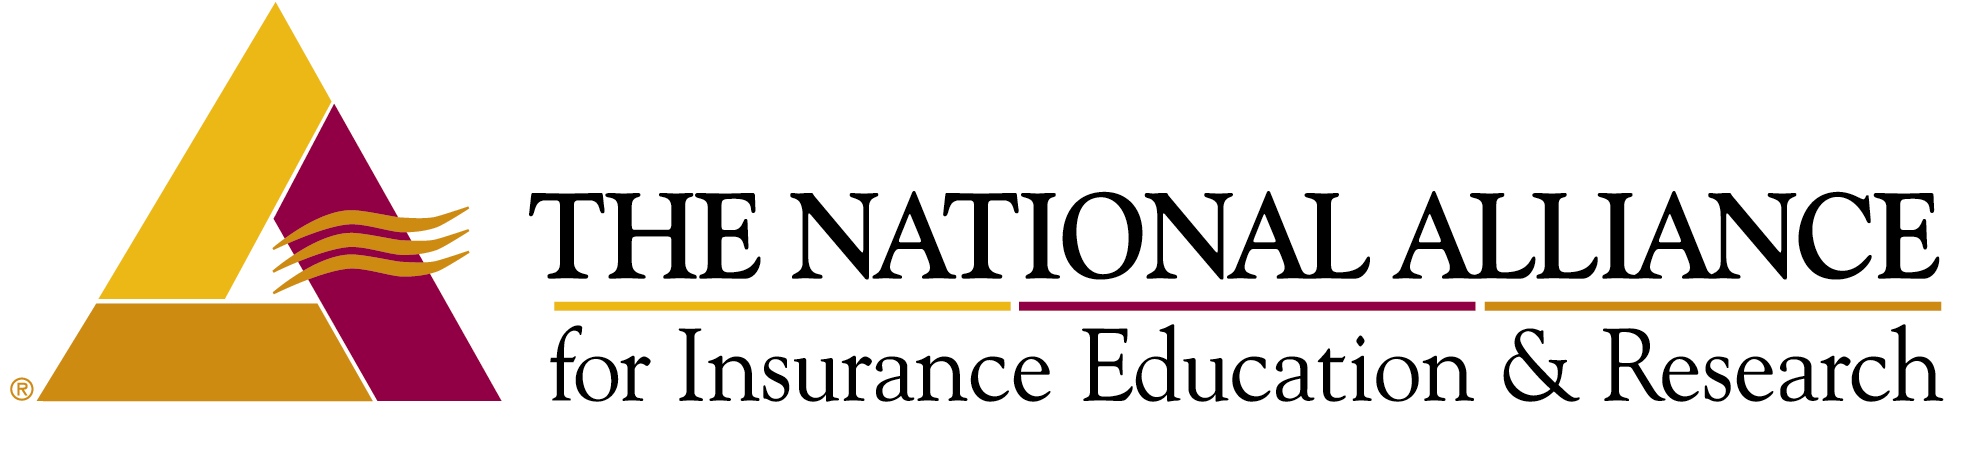 THE NATIONAL ALLIANCE
for Insurance Education & Research
®